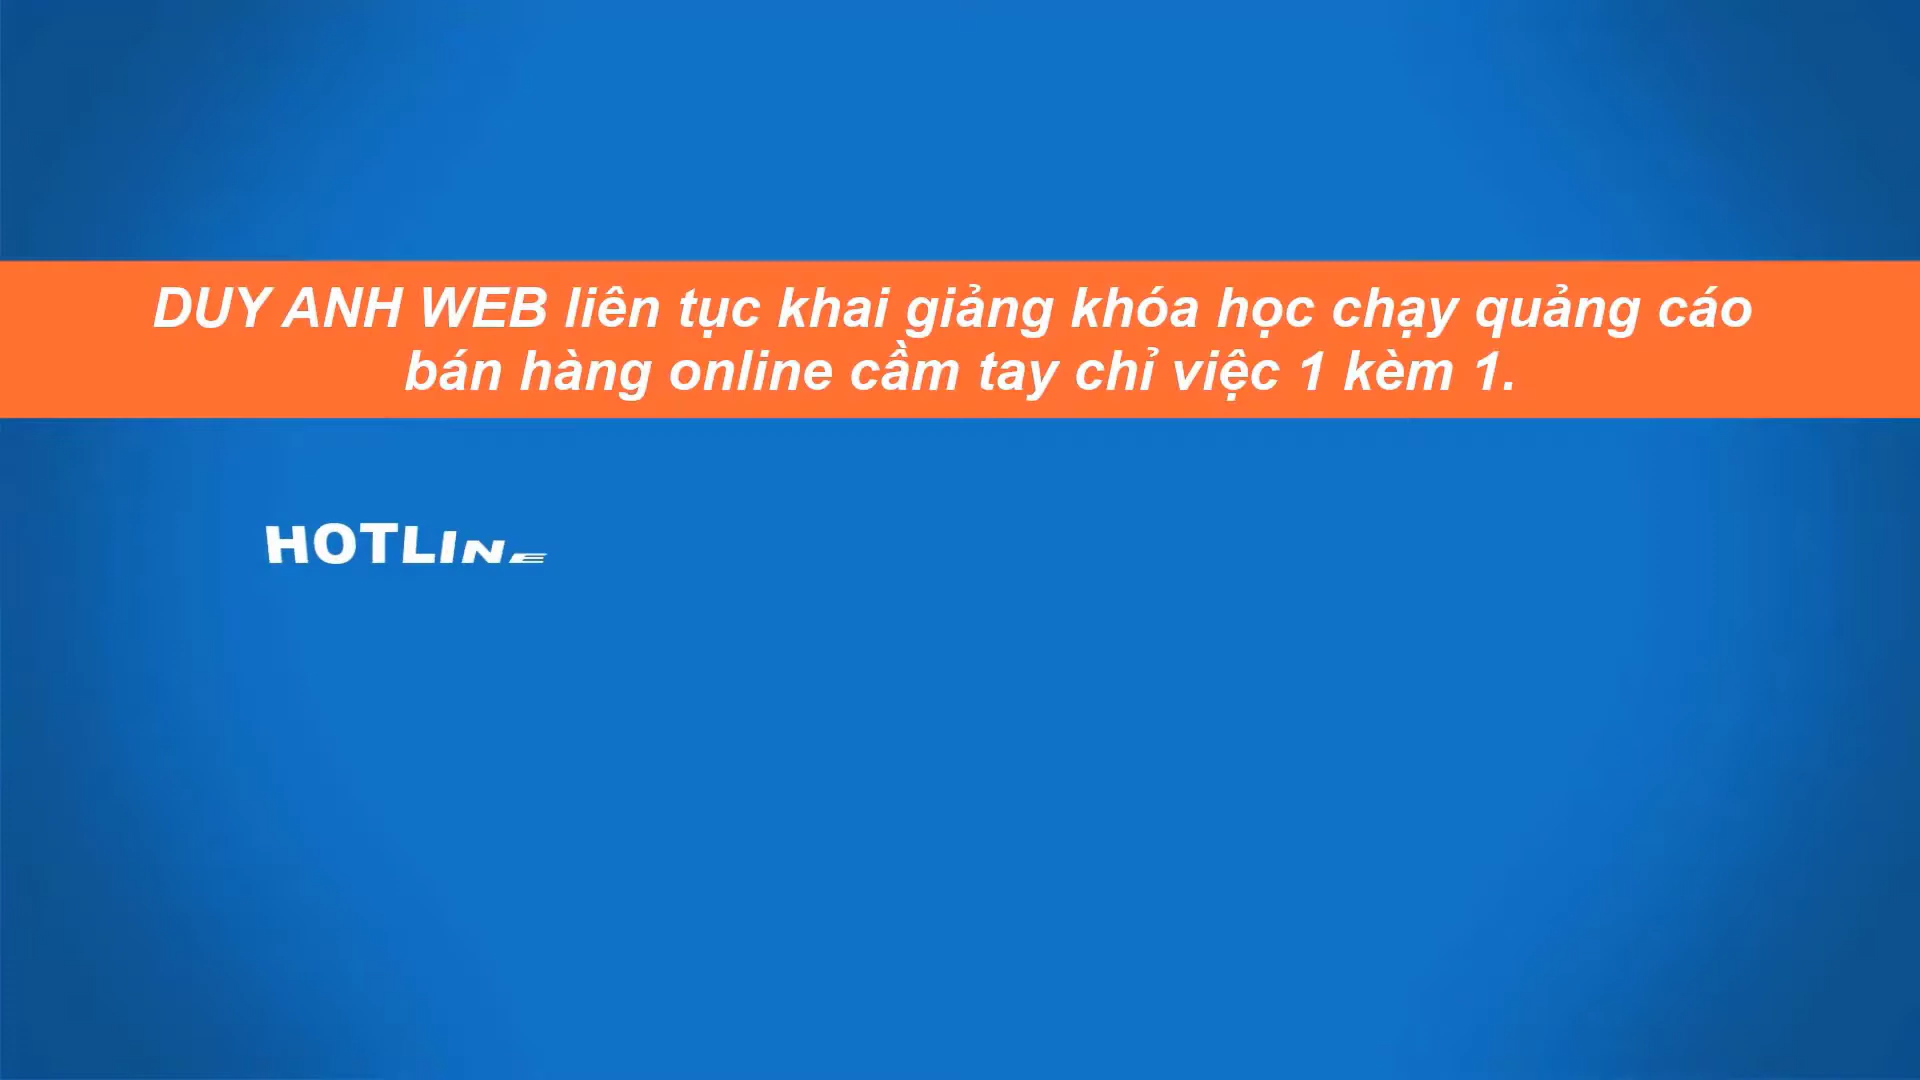 DUY ANH WEB liên tục khai giảng khóa học chạy quảng cáo
bán hàng online cầm tay chỉ việc 1 kèm 1.
HOTLINE